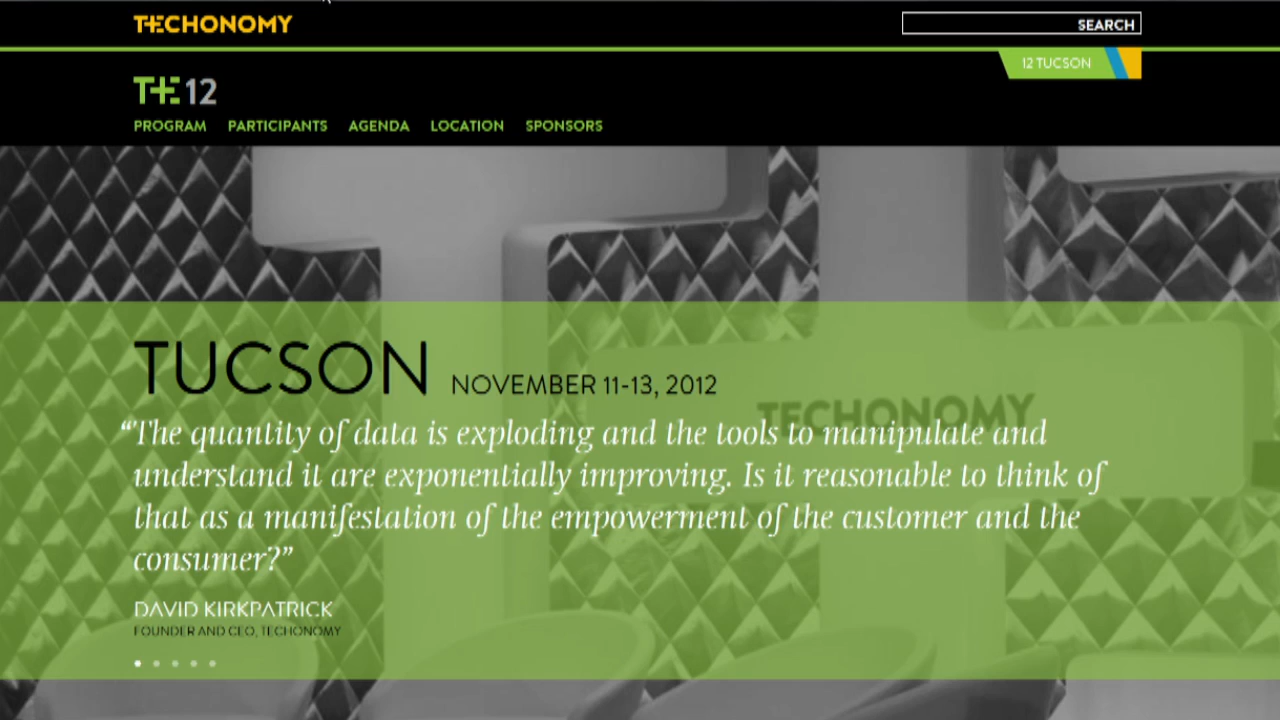 TECHONOMY
SEARCH
12 TUCSON
TE12
PROGRAM PARTICIPANTS AGENDA LOCATION SPONSORS
TUCSON NOVEMBER 11-13, 2012
TECHONOMY
“The quantity of data is exploding and the tools to manipulate and
understand it are exponentially improving. Is it reasonable to think of
that as a manifestation of the empowerment of the customer and the
consumer?”
DAVID KIRKPATRICK
FOUNDER AND CEO, TECHONOMY